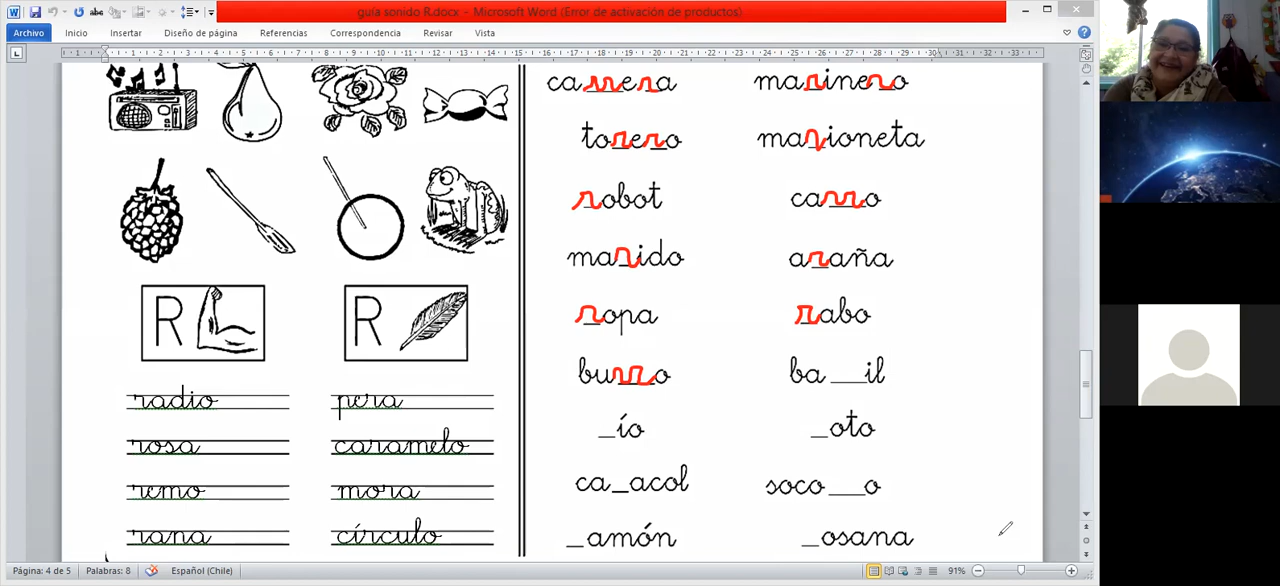 guía sonido R.docx - Microsoft Word (Error de activación de productos)
Archivo Inicio Insertar Diseño de página Referencias Correspondencia Revisar Vista
carrera marinero
torero marioneta
robot carro
marido araña
R R
ropa rabo
burro ba___il
radio pera
_ío _oto
rosa caramelo
ca_acol soco___o
remo mora
rana círculo
_amón _osana
Página: 4 de 5 Palabras: 8 Español (Chile) 91%